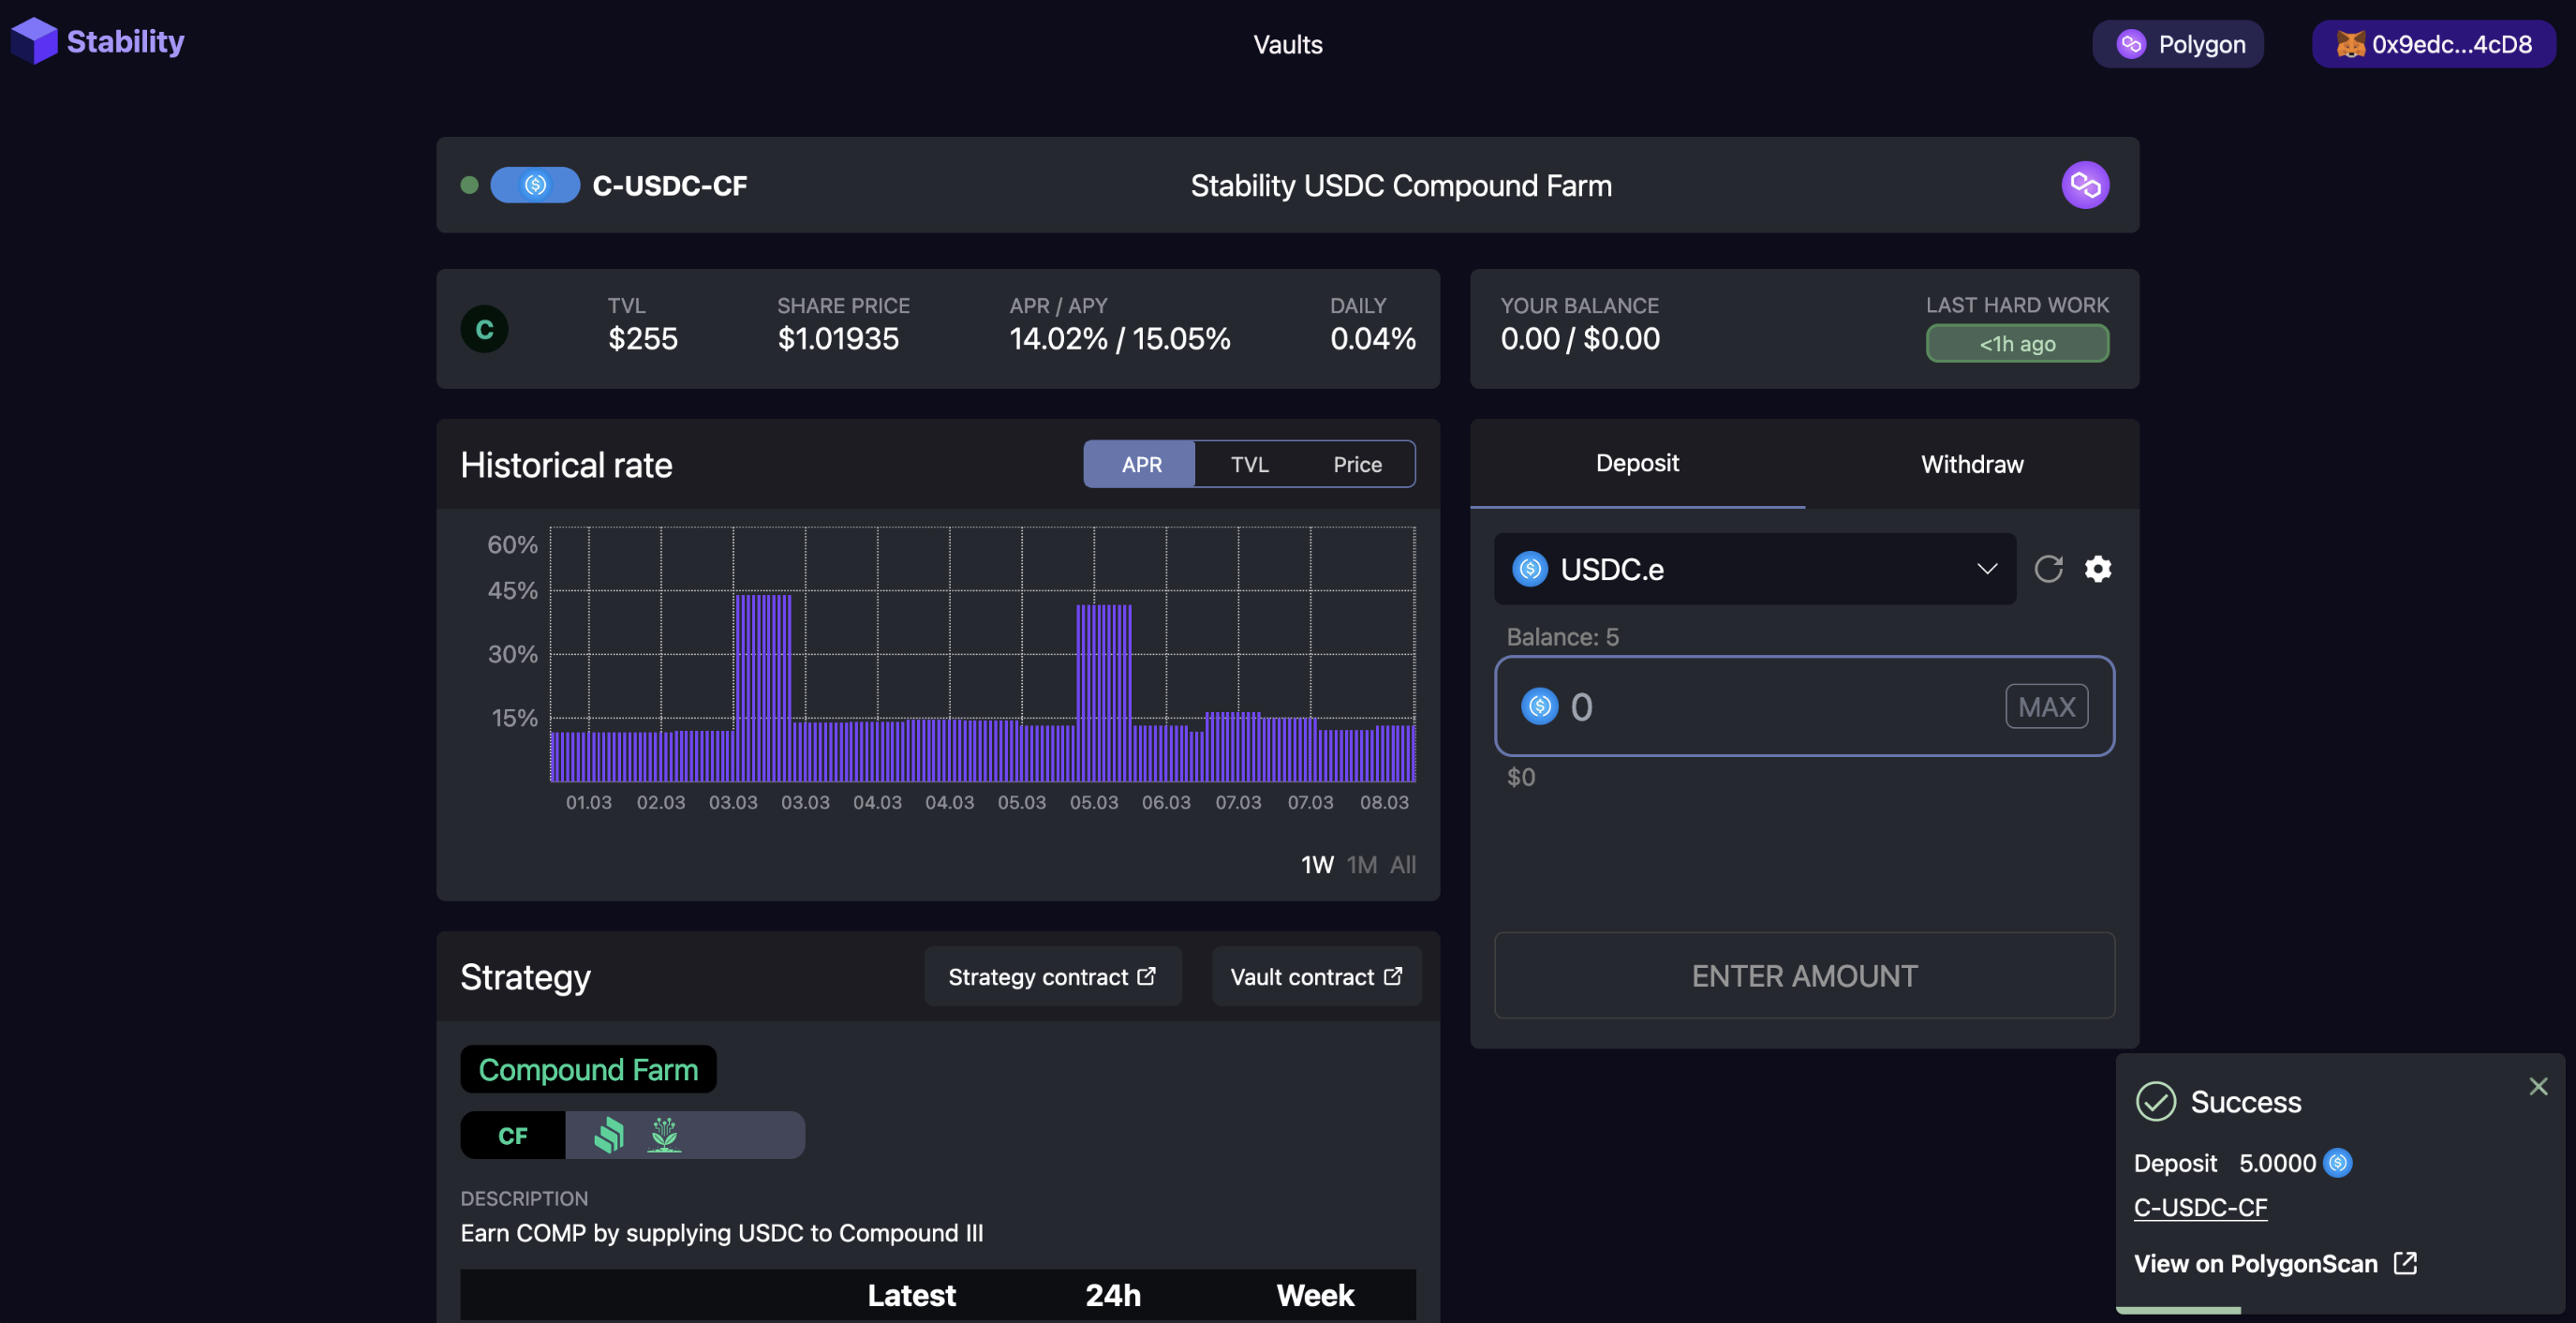 Stability
Vaults
Polygon
0x9edc...4cD8
C-USDC-CF
Stability USDC Compound Farm
C
TVL
$255
SHARE PRICE
$1.01935
APR / APY
14.02% / 15.05%
DAILY
0.04%
YOUR BALANCE
0.00 / $0.00
LAST HARD WORK
<1h ago
Historical rate
APR TVL Price
60%
45%
30%
15%
01.03 02.03 03.03 03.03 04.03 04.03 05.03 05.03 06.03 07.03 07.03 08.03
1W 1M All
Deposit
Withdraw
USDC.e
Balance: 5
0
MAX
$0
ENTER AMOUNT
Strategy
Strategy contract
Vault contract
Compound Farm
CF
DESCRIPTION
Earn COMP by supplying USDC to Compound III
Latest 24h Week
Success
Deposit 5.0000
C-USDC-CF
View on PolygonScan